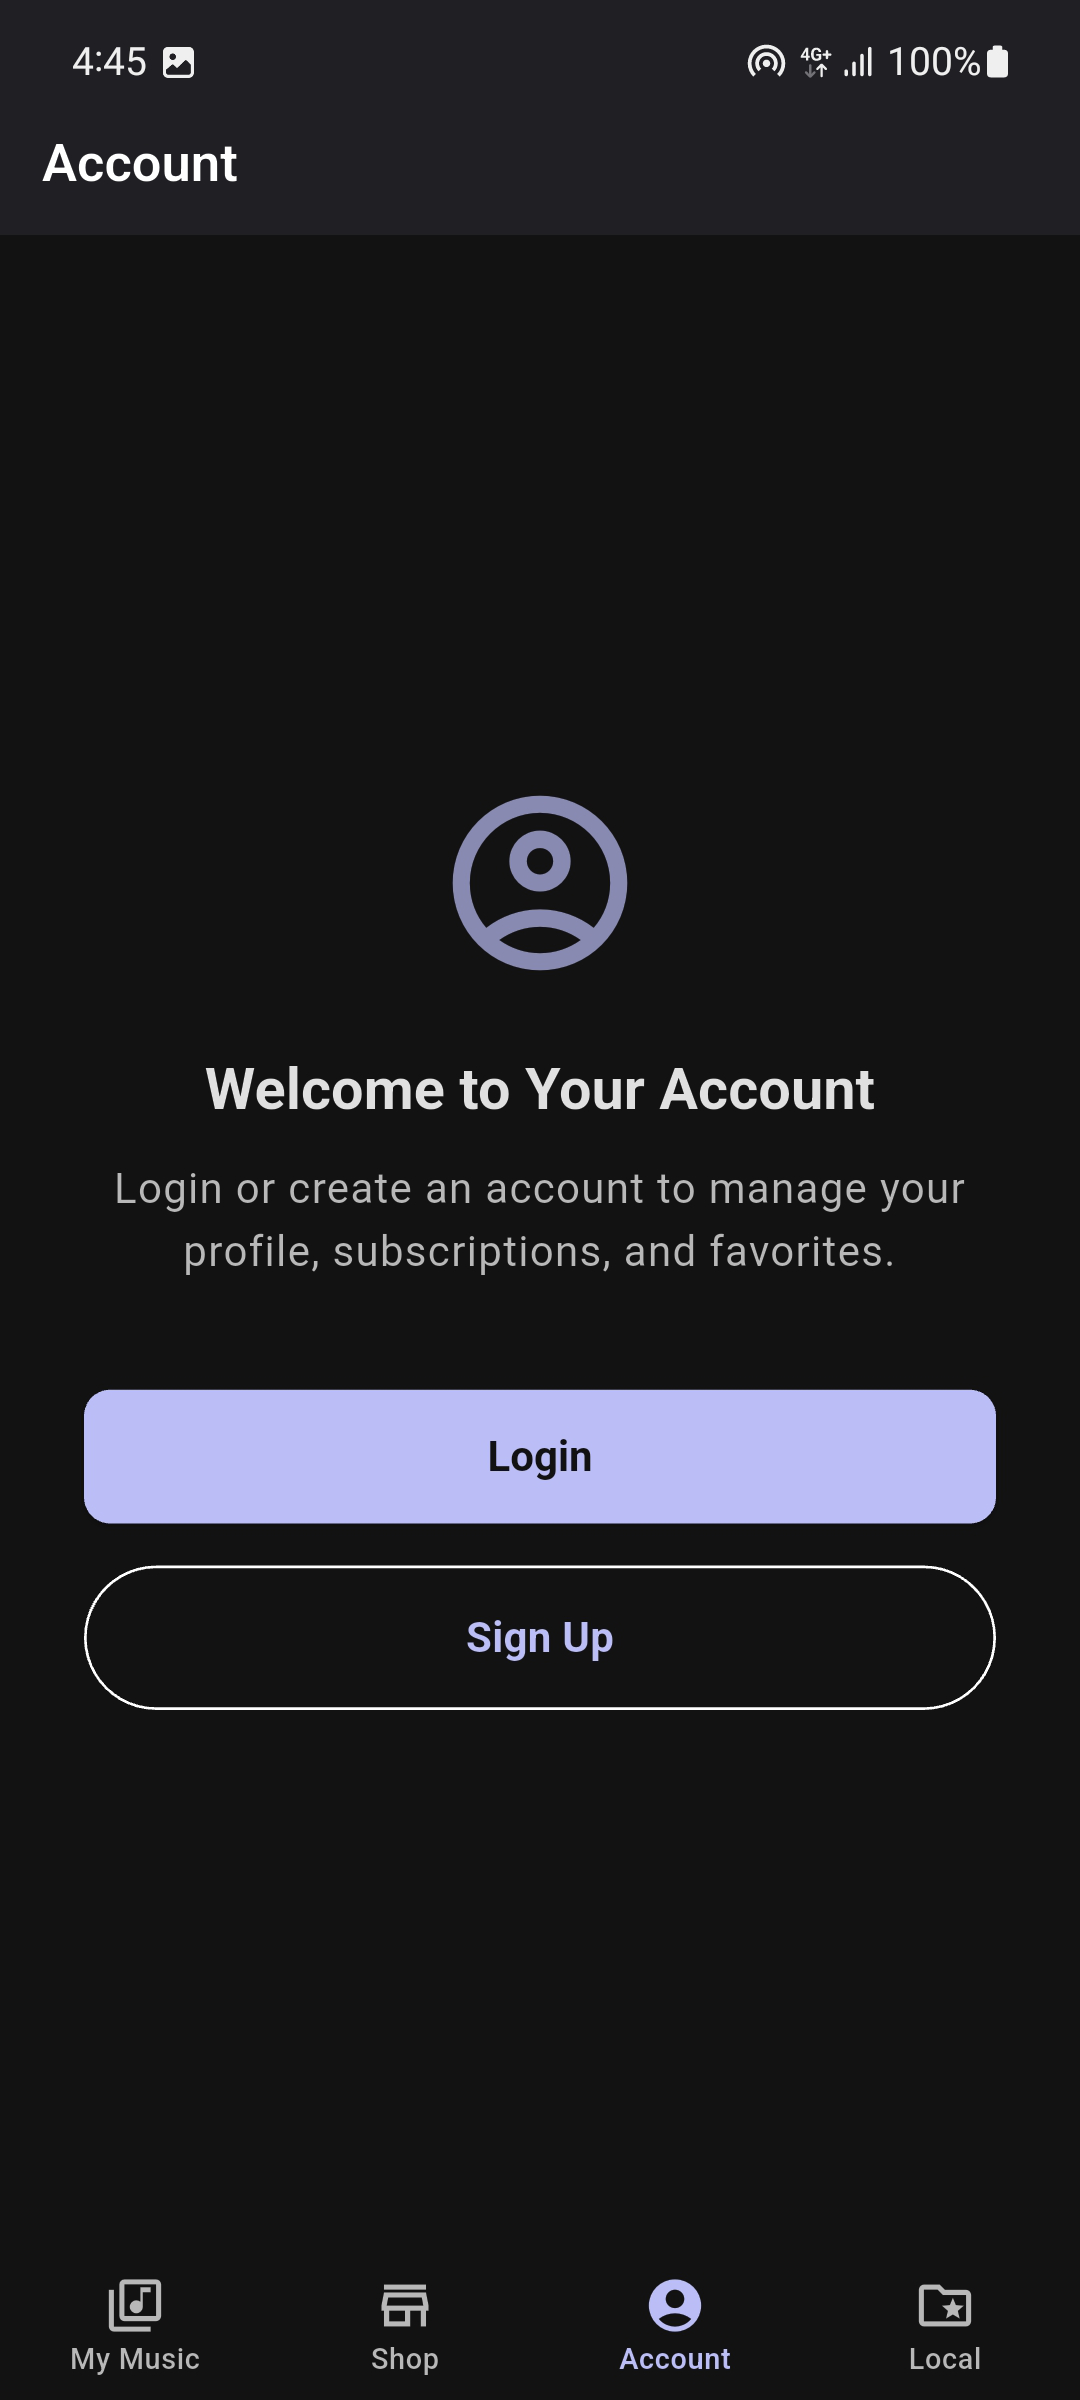 4:45
4G+
100%
Account
Welcome to Your Account
Login or create an account to manage your
profile, subscriptions, and favorites.
Login
Sign Up
My Music
Shop
Account
Local